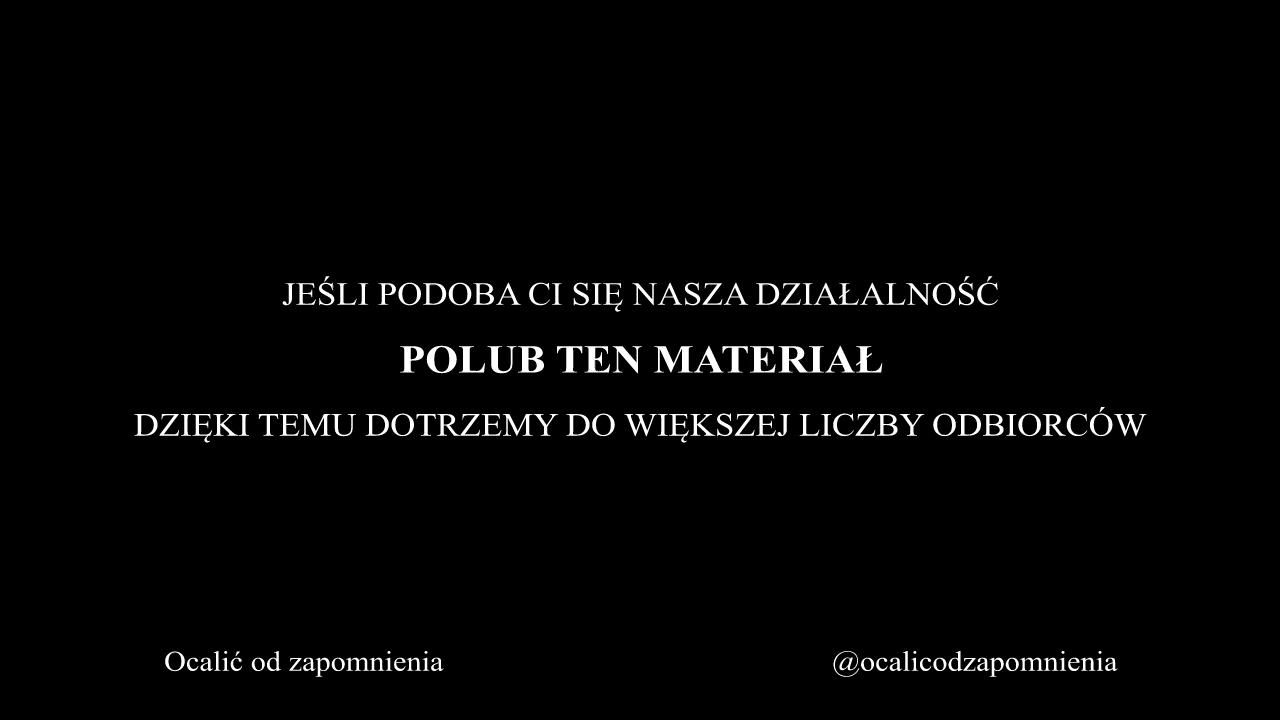 JEŚLI PODOBA CI SIĘ NASZA DZIAŁALNOŚĆ
POLUB TEN MATERIAŁ
DZIĘKI TEMU DOTRZEMY DO WIĘKSZEJ LICZBY ODBIORCÓW
Ocalić od zapomnienia
@ocalicodzapomnienia